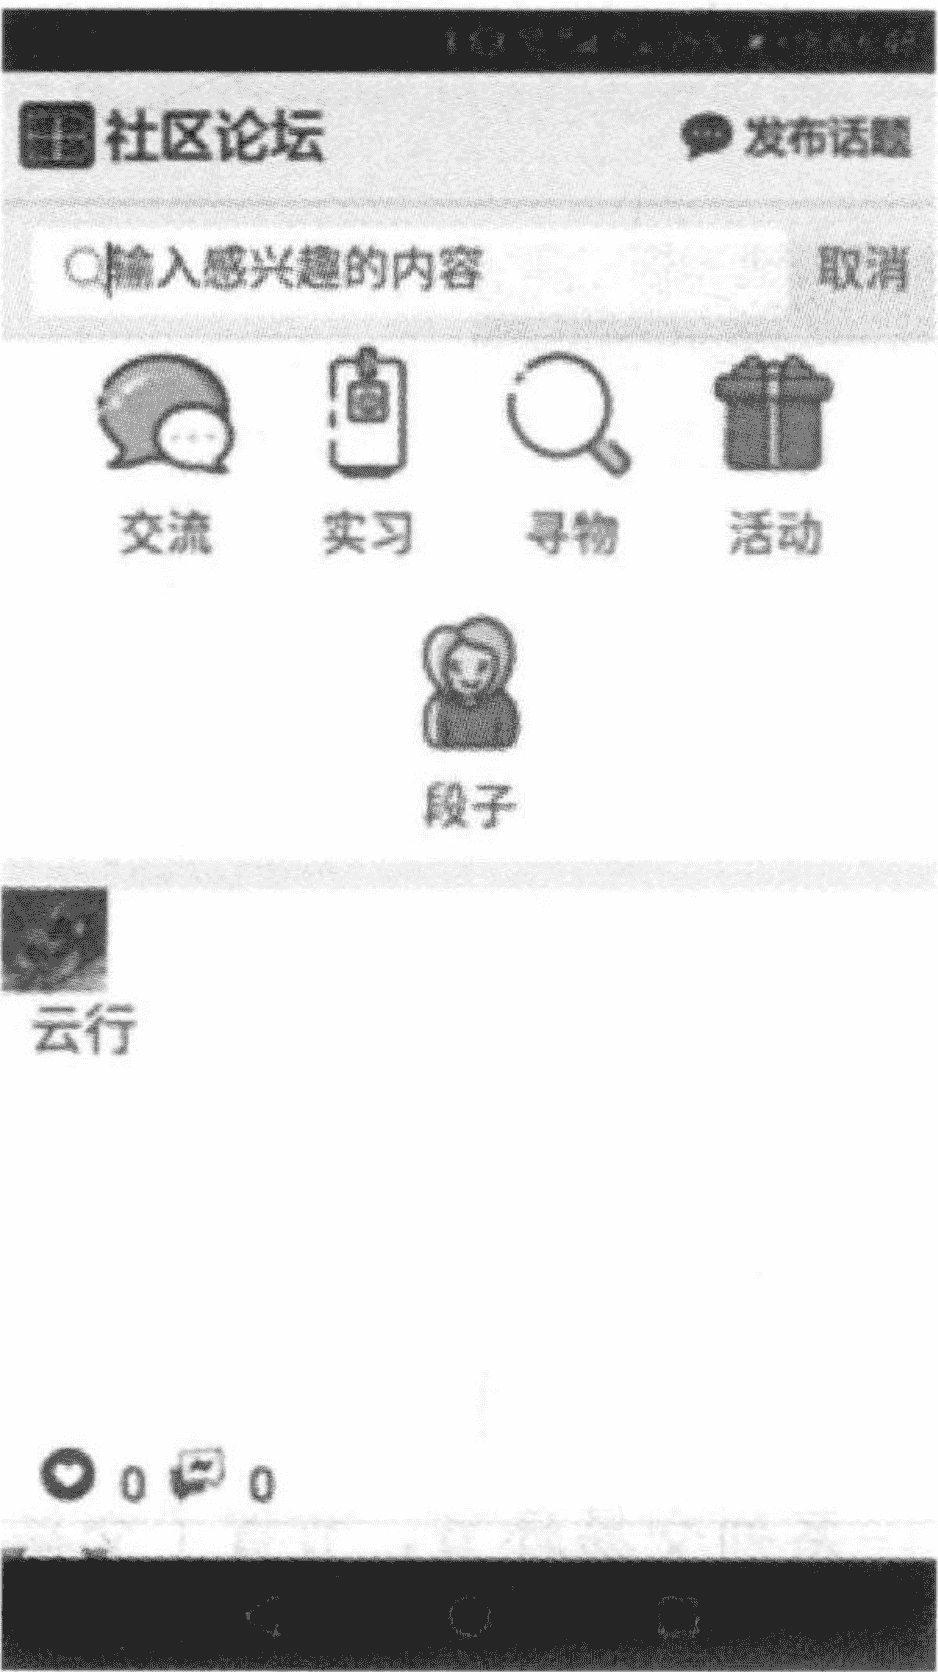 社区论坛 发布话题
输入感兴趣的内容 取消
交流 实习 寻物 活动
段子
云行
0 0